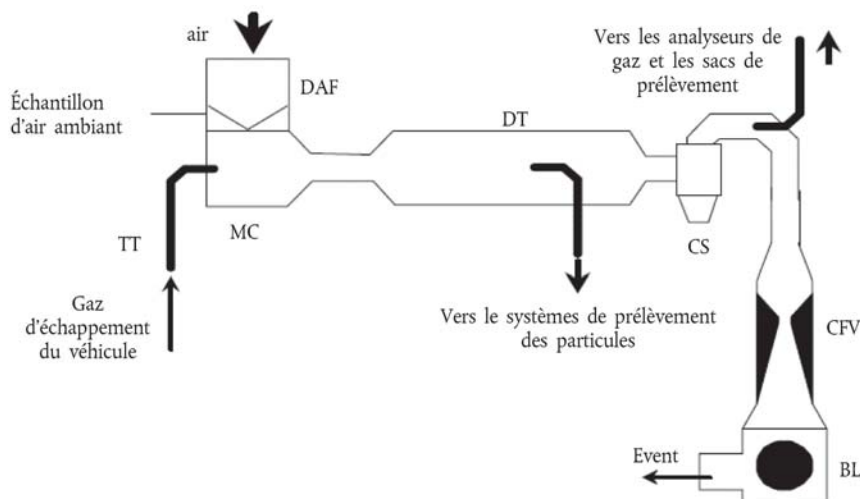 air
DAF
Échantillon
d'air ambiant
TT
MC
Gaz
d'échappement
du véhicule
DT
Vers le systèmes de prélèvement
des particules
Vers les analyseurs de
gaz et les sacs de
prélèvement
CS
CFV
Event
BL